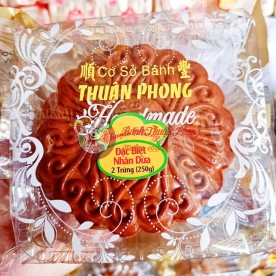 順 Cơ Sở Bánh 豐
THUẬN PHONG
Handmade
Đặc Biệt
Nhân Dừa
2 Trứng (250g)